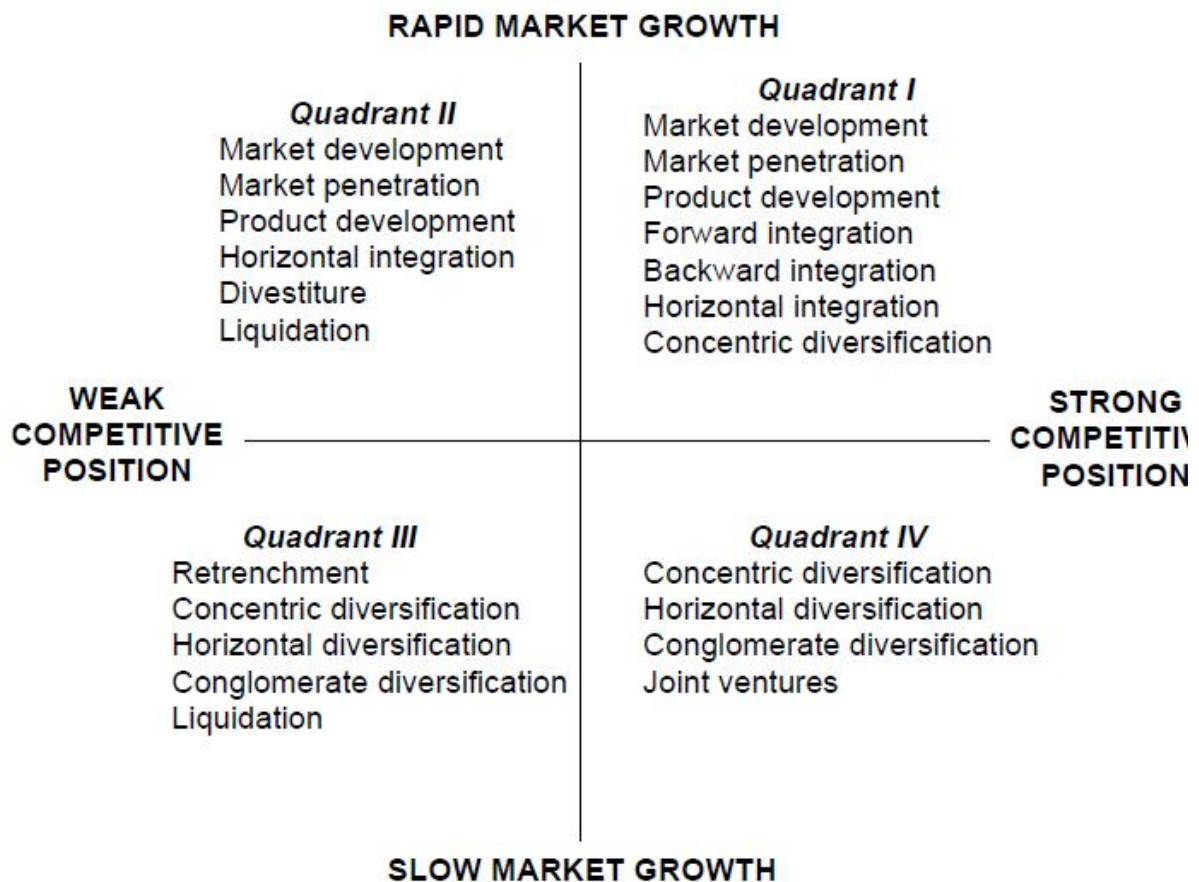 RAPID MARKET GROWTH
Quadrant II
Market development
Market penetration
Product development
Horizontal integration
Divestiture
Liquidation
Quadrant I
Market development
Market penetration
Product development
Forward integration
Backward integration
Horizontal integration
Concentric diversification
WEAK
COMPETITIVE
POSITION
STRONG
COMPETITIV
POSITION
Quadrant III
Retrenchment
Concentric diversification
Horizontal diversification
Conglomerate diversification
Liquidation
Quadrant IV
Concentric diversification
Horizontal diversification
Conglomerate diversification
Joint ventures
SLOW MARKET GROWTH